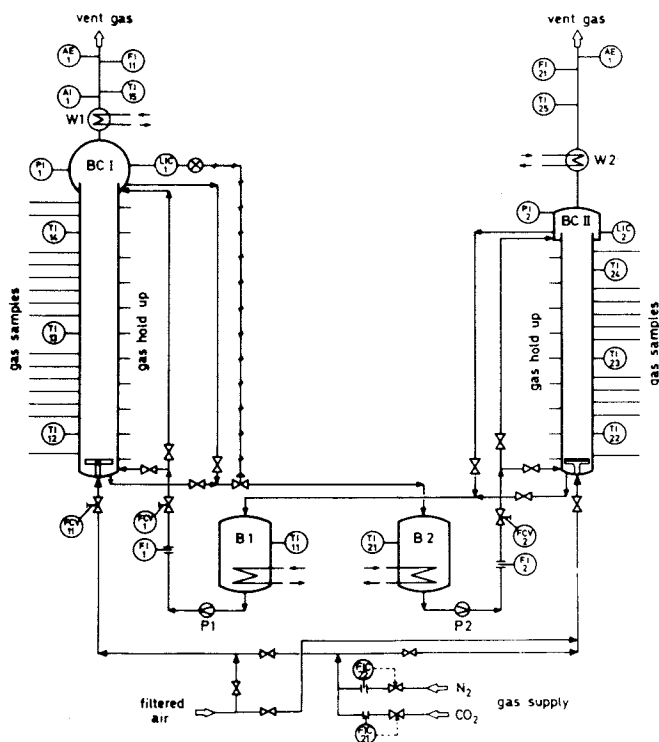 vent gas
vent gas
AE 1
FI 11
AI 1
TI 15
W1
FI 21
AE 1
TI 25
W2
PI 1
BC I
LIC 1
PI 2
BC II
LIC 2
TI 14
TI 13
TI 12
gas samples
gas hold up
TI 24
TI 23
TI 22
gas hold up
gas samples
FCV 11
FCV 1
FI 1
B1
TI 11
TI 21
B2
FCV 2
FI 2
P1
P2
filtered
air
FIC 22
N₂
FIC 21
CO₂
gas supply